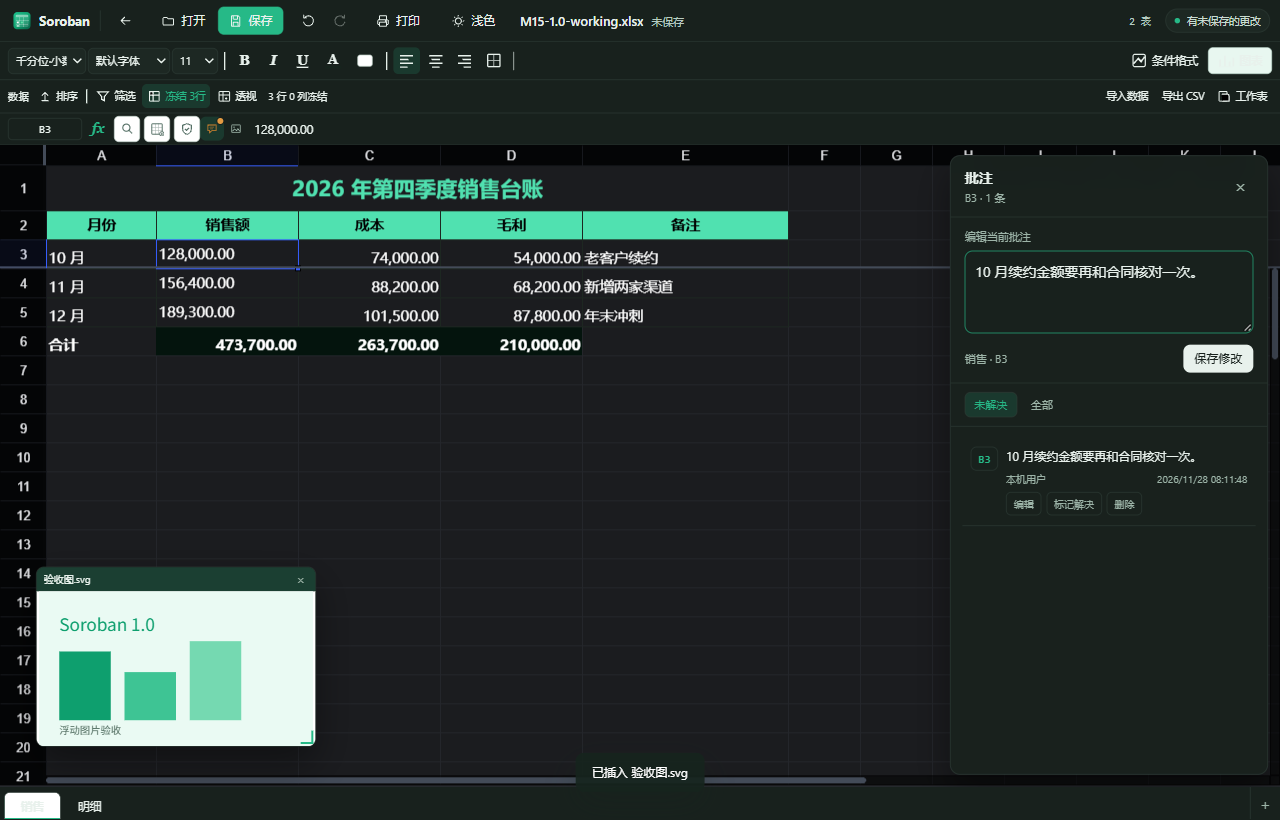 Soroban
打开
保存
打印
浅色
M15-1.0-working.xlsx 未保存
2 表
有未保存的更改
千分位·小数
默认字体
11
B I U A
条件格式
数据
排序
筛选
冻结 3行
透视
3 行 0 列冻结
导入数据
导出 CSV
工作表
B3
fx
128,000.00
A B C D E F G
1 2026 年第四季度销售台账
2 月份 销售额 成本 毛利 备注
3 10 月 128,000.00 74,000.00 54,000.00 老客户续约
4 11 月 156,400.00 88,200.00 68,200.00 新增两家渠道
5 12 月 189,300.00 101,500.00 87,800.00 年末冲刺
6 合计 473,700.00 263,700.00 210,000.00
7
8
9
10
11
12
13
14
15
16
17
18
19
20
21
验收图.svg
Soroban 1.0
浮动图片验收
批注
B3 · 1 条
编辑当前批注
10 月续约金额要再和合同核对一次。
销售 · B3
保存修改
未解决
全部
B3
10 月续约金额要再和合同核对一次。
本机用户
2026/11/28 08:11:48
编辑
标记解决
删除
已插入 验收图.svg
销售
明细